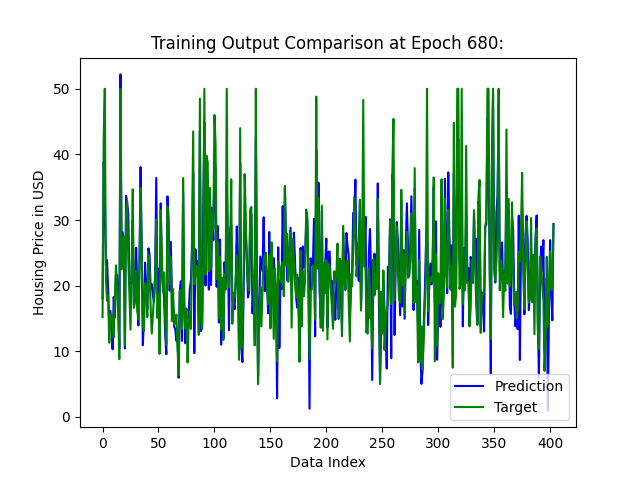 Training Output Comparison at Epoch 680:
Housing Price in USD
50
40
30
20
10
0
0 50 100 150 200 250 300 350 400
Data Index
Prediction
Target